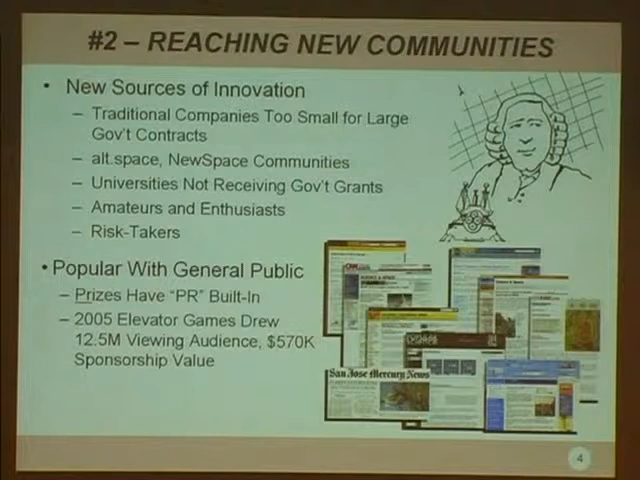 #2 – REACHING NEW COMMUNITIES
• New Sources of Innovation
– Traditional Companies Too Small for Large
Gov't Contracts
– alt.space, NewSpace Communities
– Universities Not Receiving Gov't Grants
– Amateurs and Enthusiasts
– Risk-Takers
• Popular With General Public
– Prizes Have "PR" Built-In
– 2005 Elevator Games Drew
12.5M Viewing Audience, $570K
Sponsorship Value
San Jose Mercury News
4